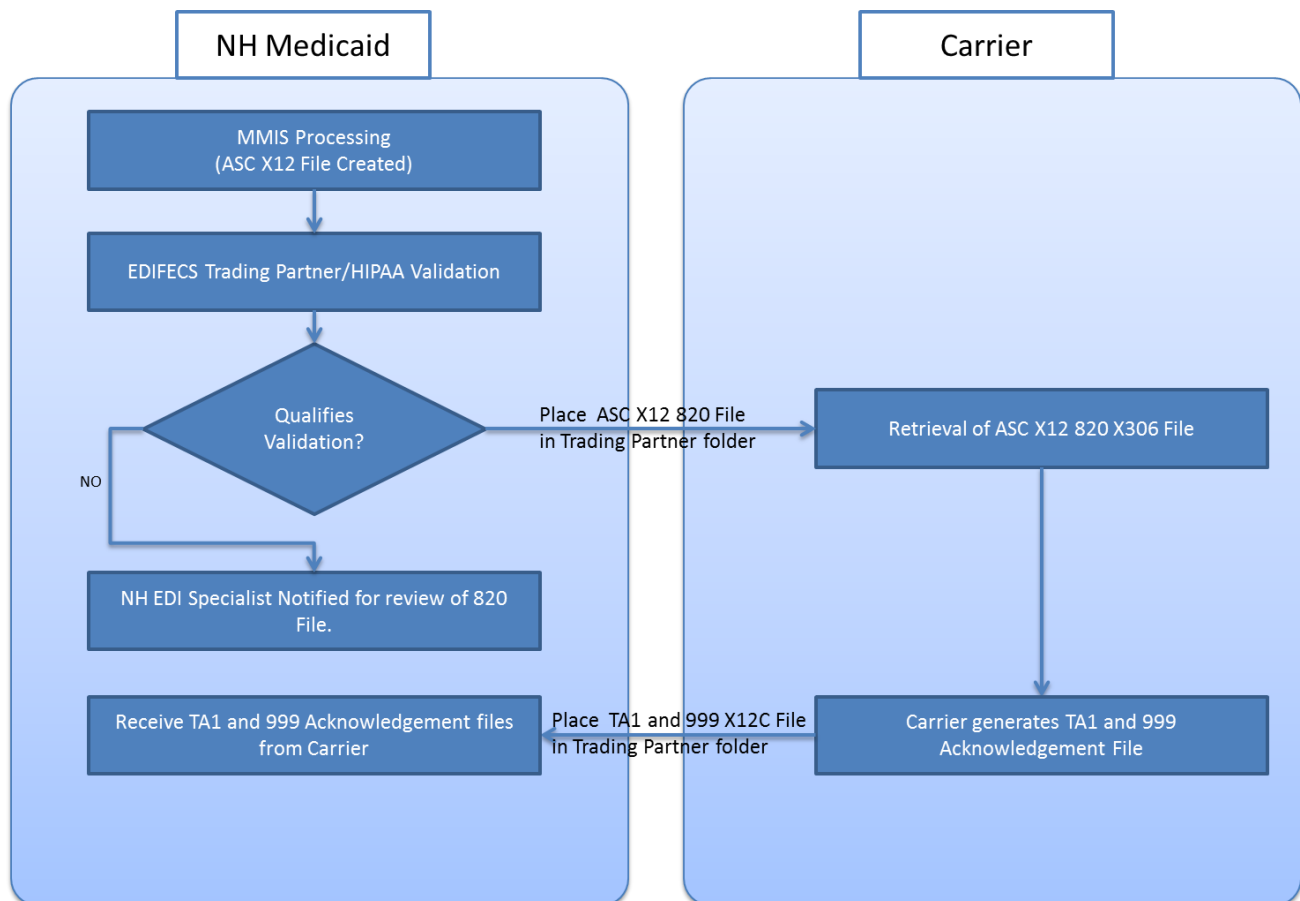 NH Medicaid
Carrier
MMIS Processing
(ASC X12 File Created)
EDIFECS Trading Partner/HIPAA Validation
Qualifies
Validation?
Place ASC X12 820 File
in Trading Partner folder
Retrieval of ASC X12 820 X306 File
NO
NH EDI Specialist Notified for review of 820
File.
Receive TA1 and 999 Acknowledgement files
from Carrier
Place TA1 and 999 X12C File
in Trading Partner folder
Carrier generates TA1 and 999
Acknowledgement File